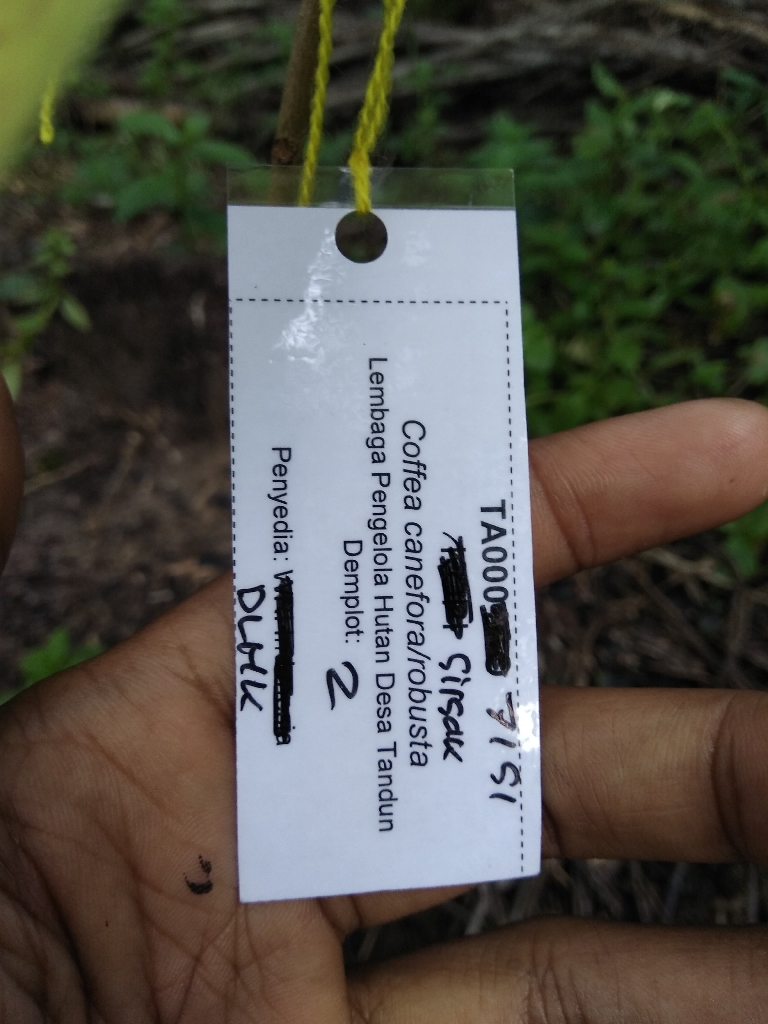 TA000 7151
Sirsak
Coffea canefora/robusta
Lembaga Pengelola Hutan Desa Tandun
Demplot: 2
Penyedia:
DLHK